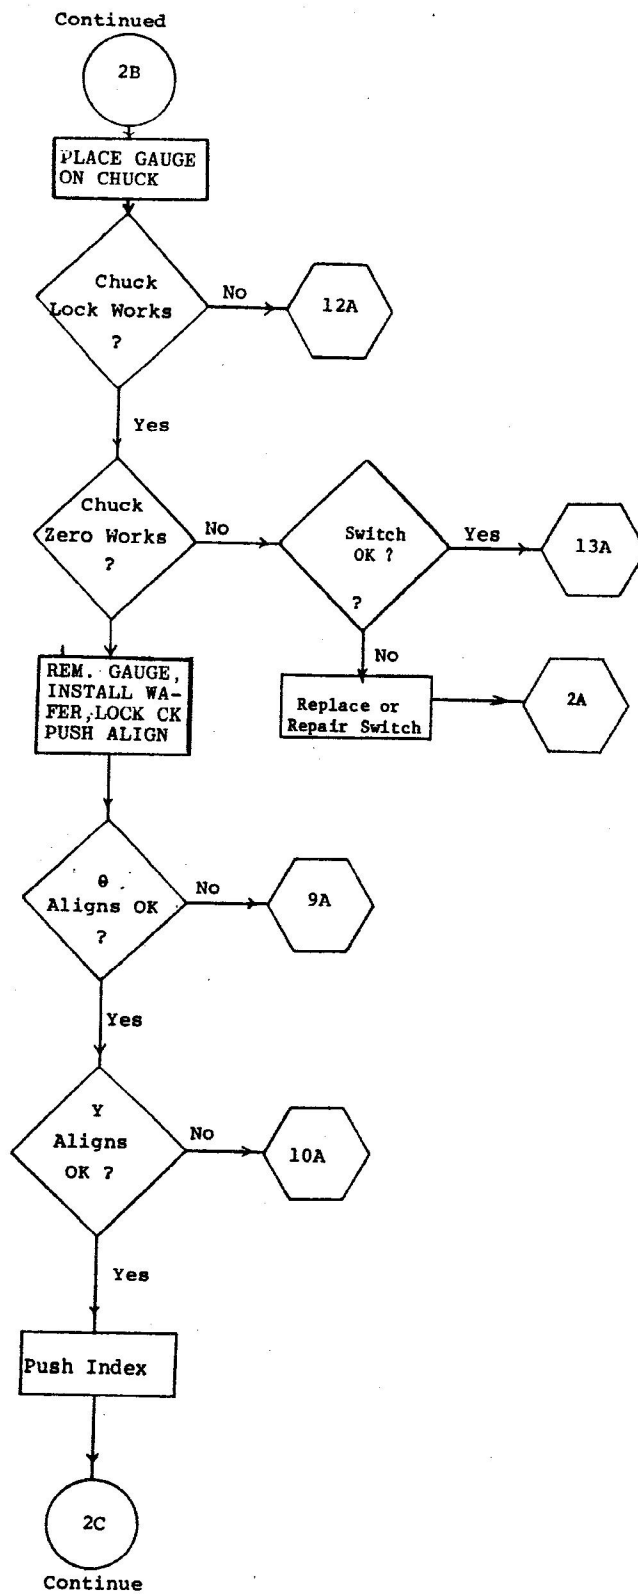 Continued
2B
PLACE GAUGE
ON CHUCK
Chuck
Lock Works
?
No
12A
Yes
Chuck
Zero Works
?
No
Switch
OK ?
?
Yes
13A
No
Replace or
Repair Switch
2A
REM. GAUGE,
INSTALL WA-
FER, LOCK CK
PUSH ALIGN
θ
Aligns OK
?
No
9A
Yes
Y
Aligns
OK ?
No
10A
Yes
Push Index
2C
Continue